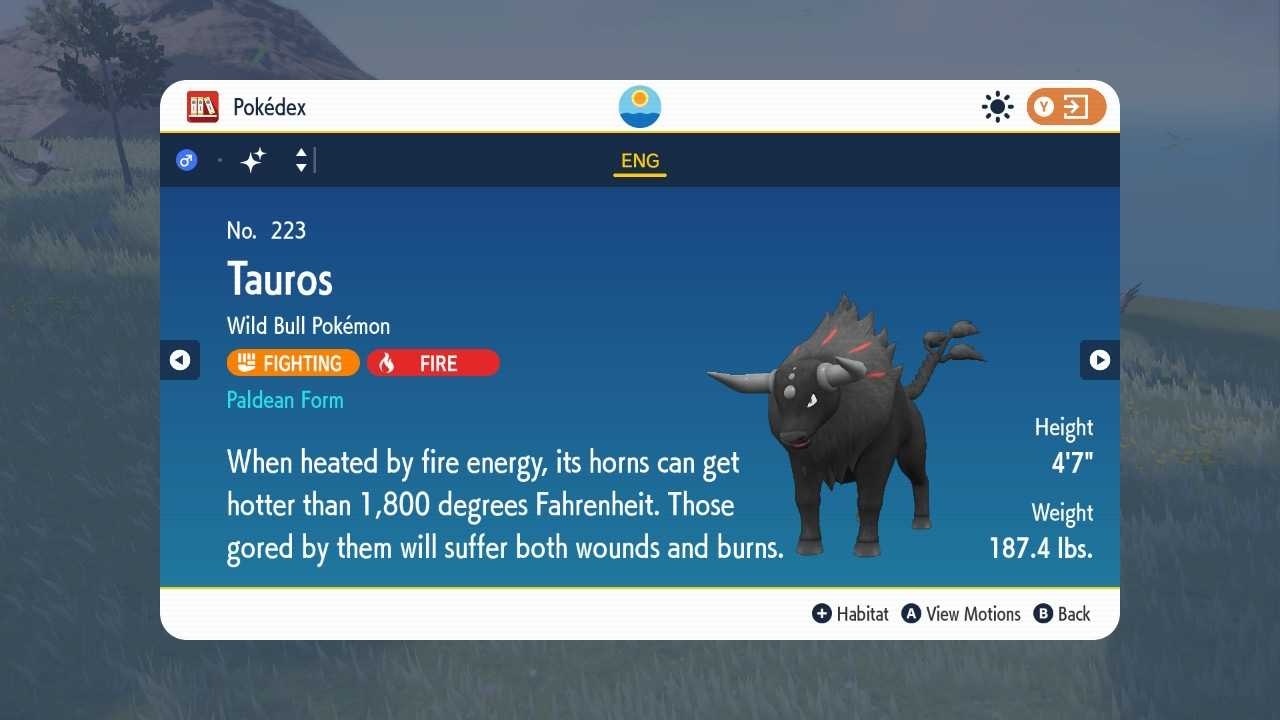 Pokédex
Y
ENG
No. 223
Tauros
Wild Bull Pokémon
FIGHTING FIRE
Paldean Form
When heated by fire energy, its horns can get
hotter than 1,800 degrees Fahrenheit. Those
gored by them will suffer both wounds and burns.
Height
4'7"
Weight
187.4 lbs.
+ Habitat A View Motions B Back